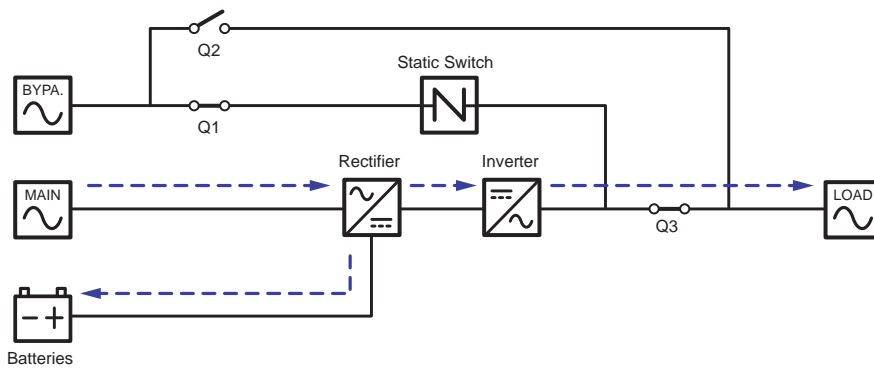 Q2
Static Switch
BYPA.
Q1
Rectifier
Inverter
MAIN
LOAD
Q3
Batteries